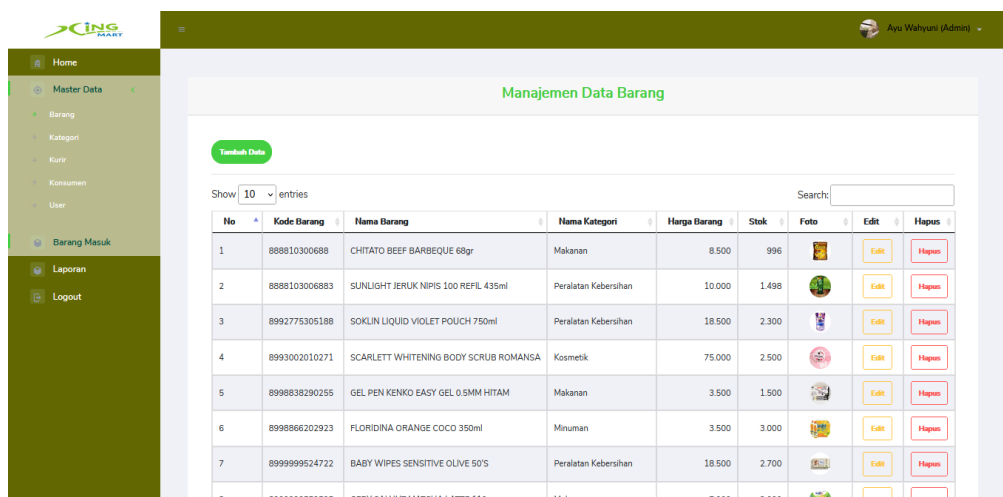 XiNG
MART
Ayu Wahyuni (Admin)
Home
Master Data
Barang
Kategori
Kurir
Konsumen
User
Barang Masuk
Laporan
Logout
Manajemen Data Barang
Tambah Data
Show 10 entries
Search:
No Kode Barang Nama Barang Nama Kategori Harga Barang Stok Foto Edit Hapus
1 888810300688 CHITATO BEEF BARBEQUE 68gr Makanan 8.500 996 Edit Hapus
2 8888103006883 SUNLIGHT JERUK NIPIS 100 REFIL 435ml Peralatan Kebersihan 10.000 1.498 Edit Hapus
3 8992775305188 SOKLIN LIQUID VIOLET POUCH 750ml Peralatan Kebersihan 18.500 2.300 Edit Hapus
4 8993002010271 SCARLETT WHITENING BODY SCRUB ROMANSA Kosmetik 75.000 2.500 Edit Hapus
5 8998838290255 GEL PEN KENKO EASY GEL 0.5MM HITAM Makanan 3.500 1.500 Edit Hapus
6 8998866202923 FLORIDINA ORANGE COCO 350ml Minuman 3.500 3.000 Edit Hapus
7 8999999524722 BABY WIPES SENSITIVE OLIVE 50'S Peralatan Kebersihan 18.500 2.700 Edit Hapus